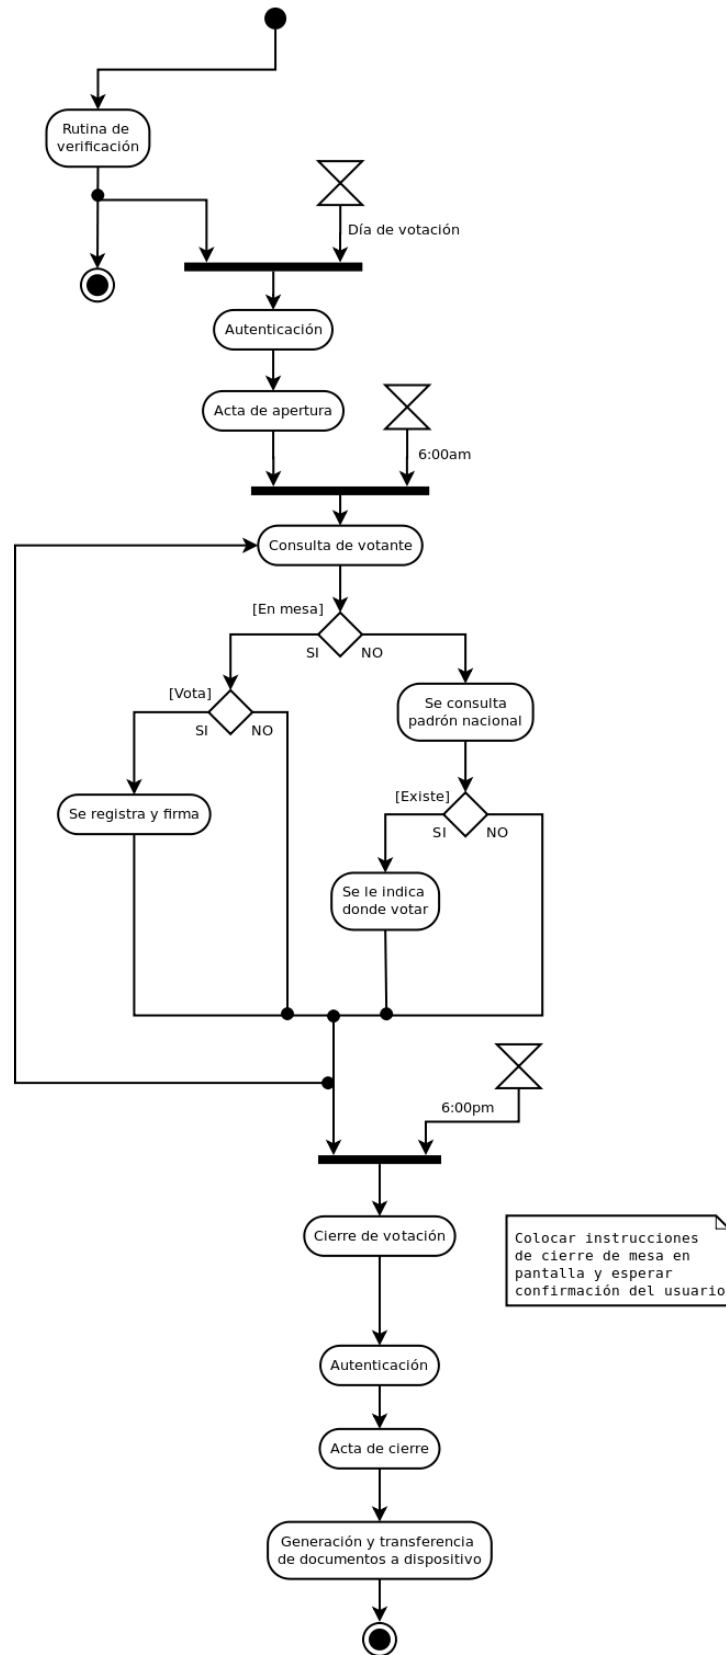 Rutina de
verificación
Día de votación
Autenticación
Acta de apertura
6:00am
Consulta de votante
[En mesa]
SI
NO
[Vota]
SI
NO
Se consulta
padrón nacional
Se registra y firma
[Existe]
SI
NO
Se le indica
donde votar
6:00pm
Cierre de votación
Colocar instrucciones
de cierre de mesa en
pantalla y esperar
confirmación del usuario
Autenticación
Acta de cierre
Generación y transferencia
de documentos a dispositivo